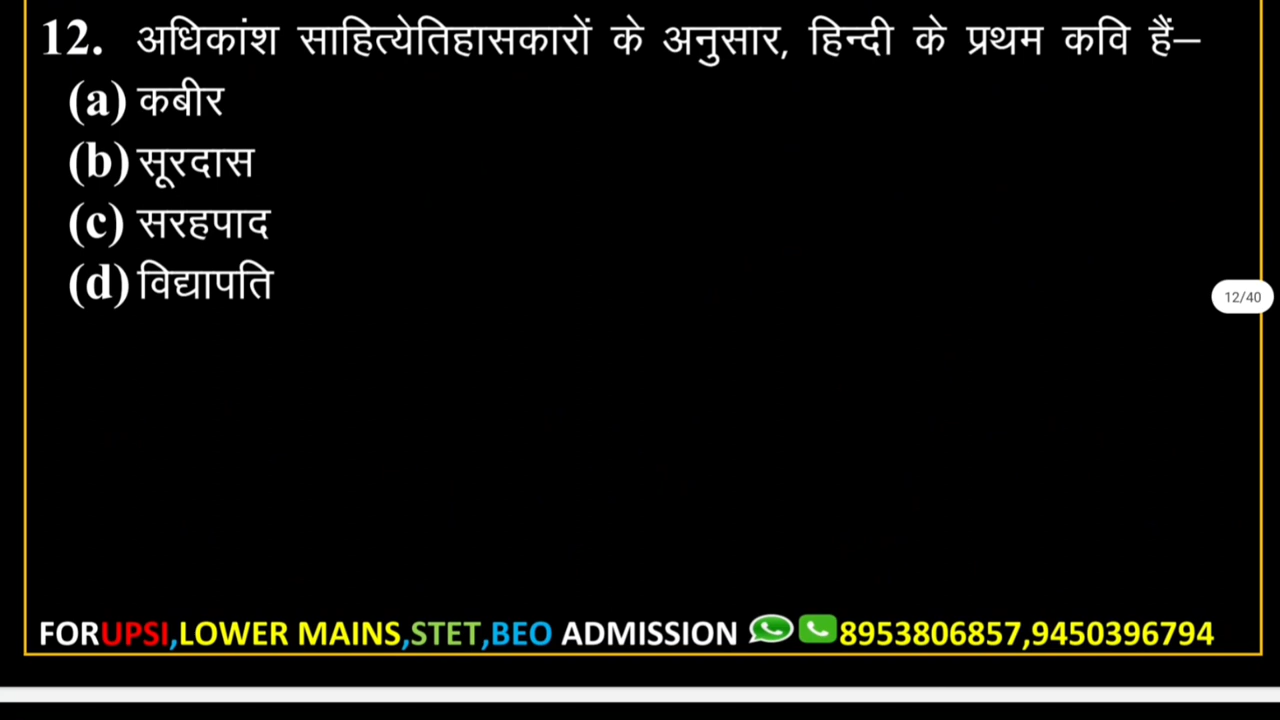 12. अधिकांश साहित्येतिहासकारों के अनुसार, हिन्दी के प्रथम कवि हैं–
(a) कबीर
(b) सूरदास
(c) सरहपाद
(d) विद्यापति
12/40
FORUPSI,LOWER MAINS,STET,BEO ADMISSION 8953806857,9450396794